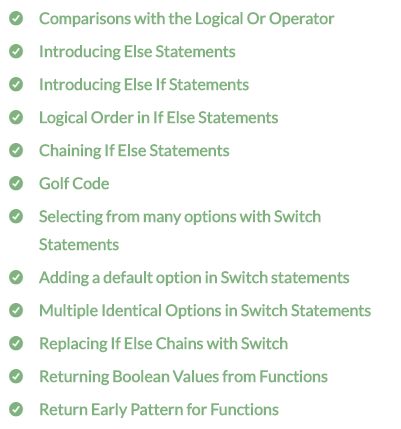 Comparisons with the Logical Or Operator
Introducing Else Statements
Introducing Else If Statements
Logical Order in If Else Statements
Chaining If Else Statements
Golf Code
Selecting from many options with Switch
Statements
Adding a default option in Switch statements
Multiple Identical Options in Switch Statements
Replacing If Else Chains with Switch
Returning Boolean Values from Functions
Return Early Pattern for Functions